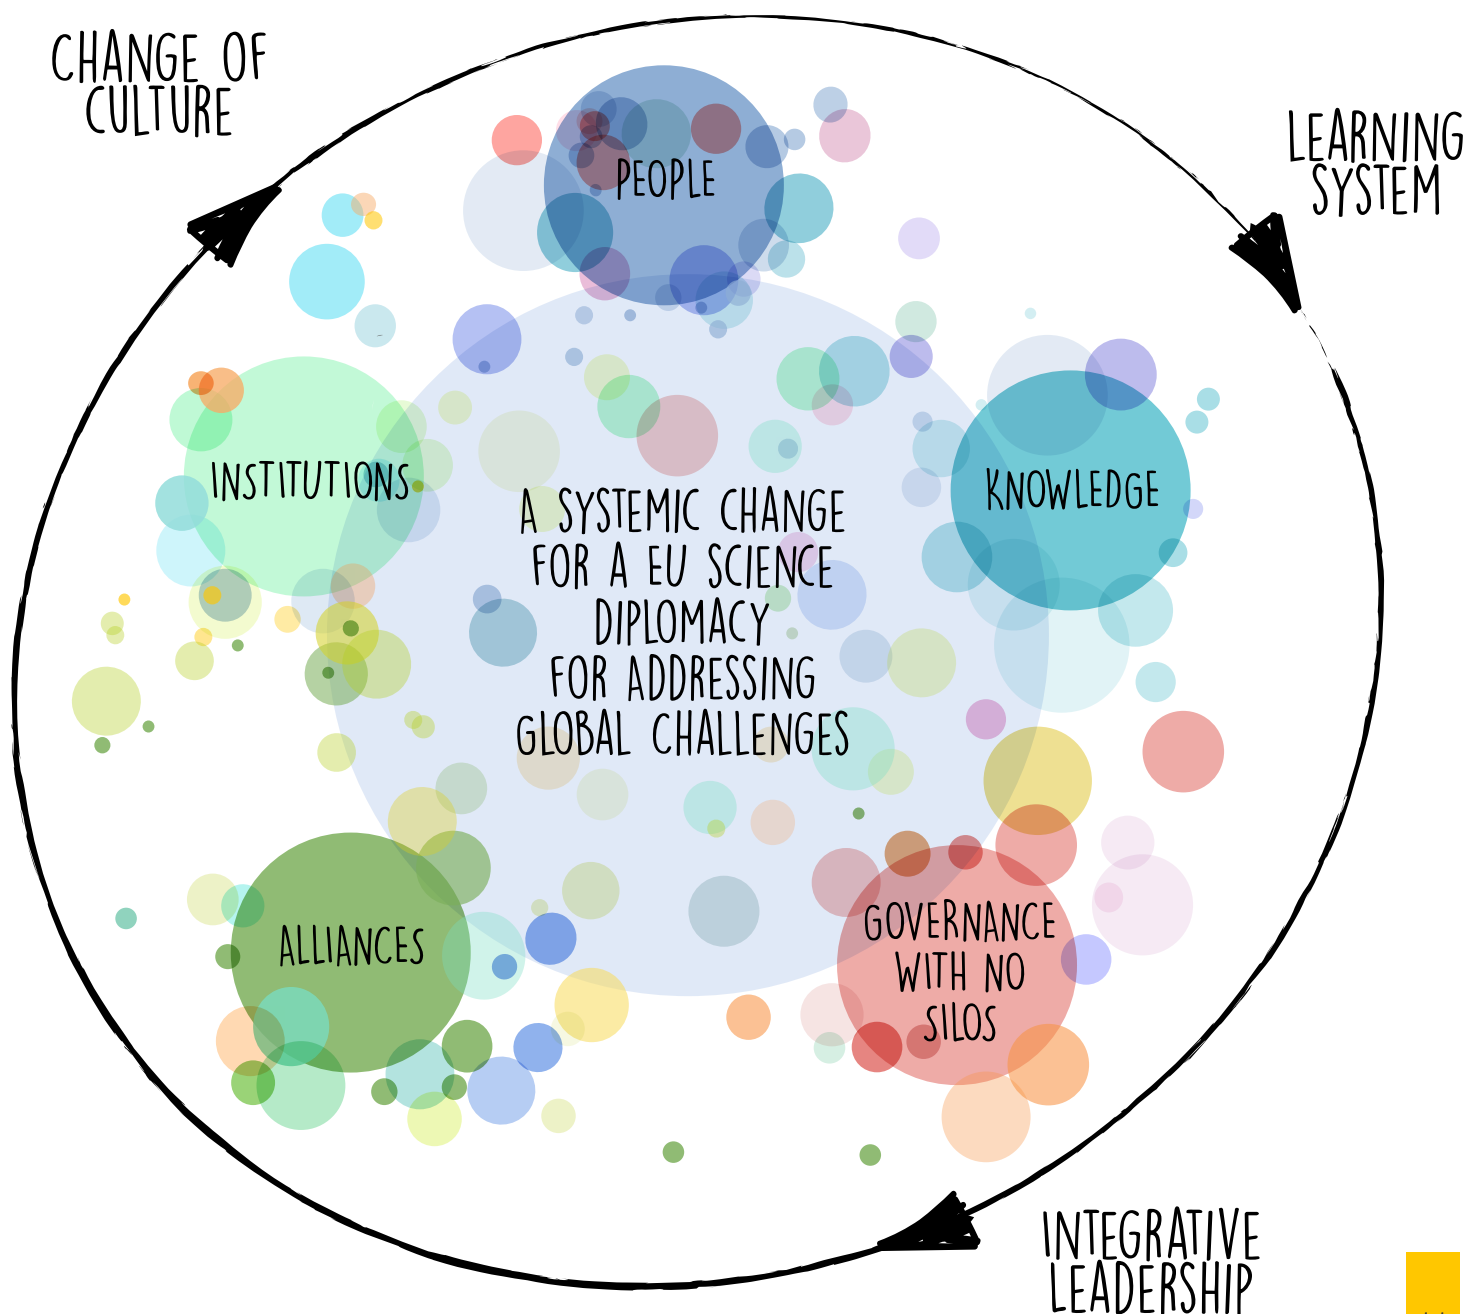 CHANGE OF
CULTURE
LEARNING
SYSTEM
PEOPLE
INSTITUTIONS
KNOWLEDGE
A SYSTEMIC CHANGE
FOR A EU SCIENCE
DIPLOMACY
FOR ADDRESSING
GLOBAL CHALLENGES
ALLIANCES
GOVERNANCE
WITH NO
SILOS
INTEGRATIVE
LEADERSHIP